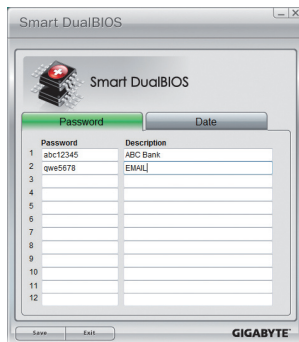 Smart DualBIOS
Smart DualBIOS
Password Date
Password Description
1 abc12345 ABC Bank
2 qwe5678 EMAIL
3
4
5
6
7
8
9
10
11
12
Save Exit GIGABYTE™